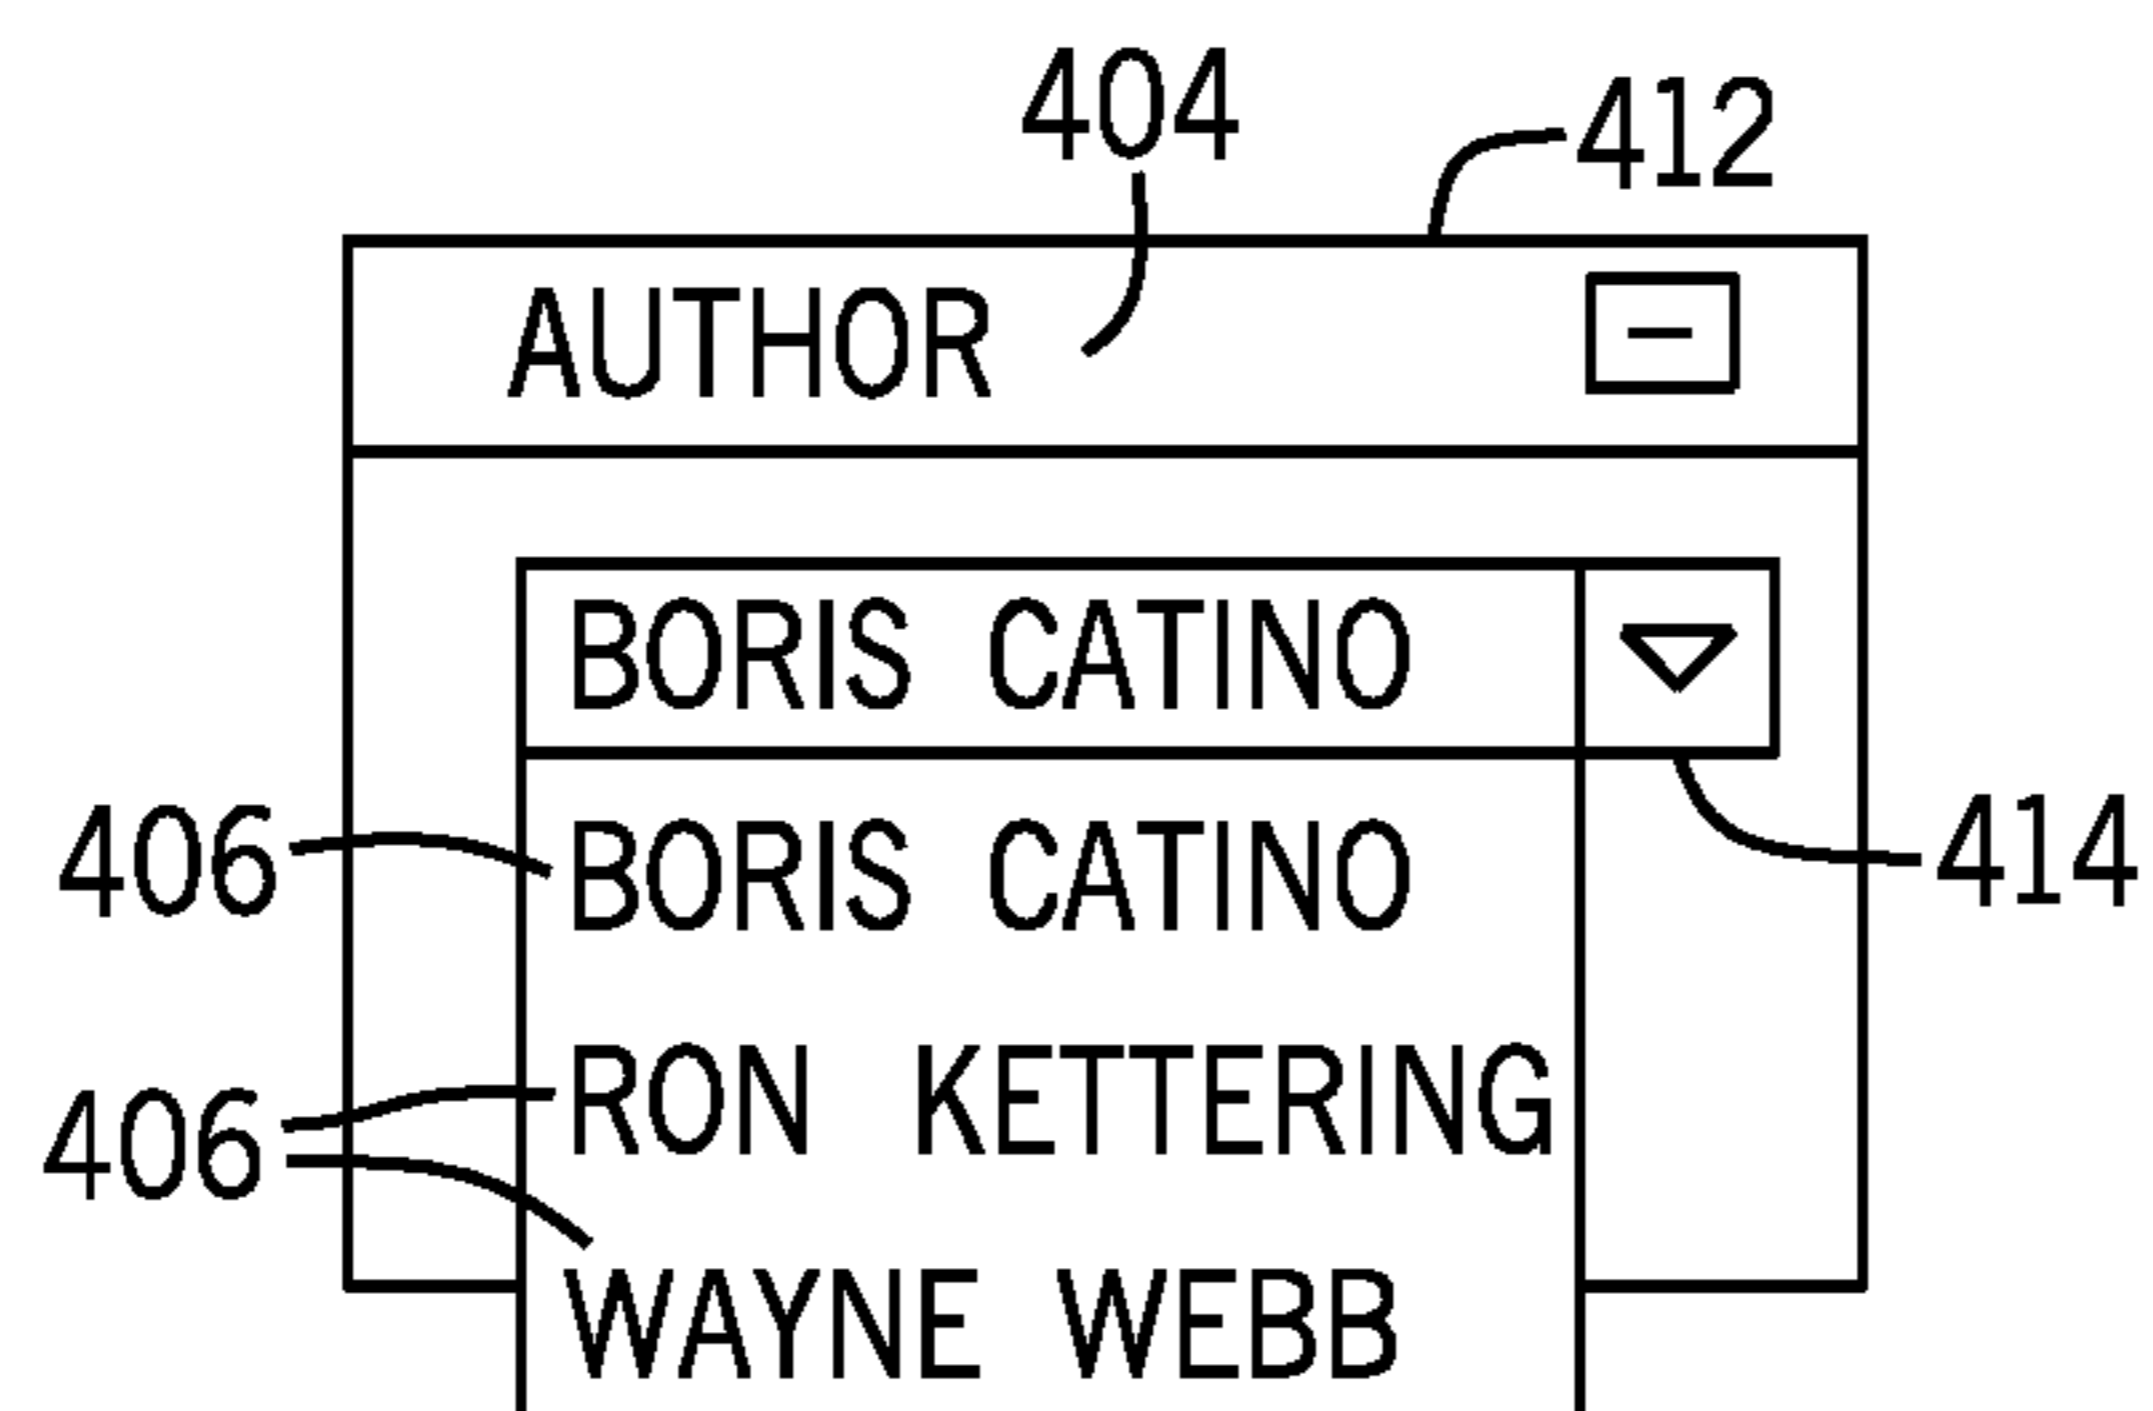 404
412
AUTHOR
BORIS CATINO
406
BORIS CATINO
414
RON KETTERING
406
WAYNE WEBB